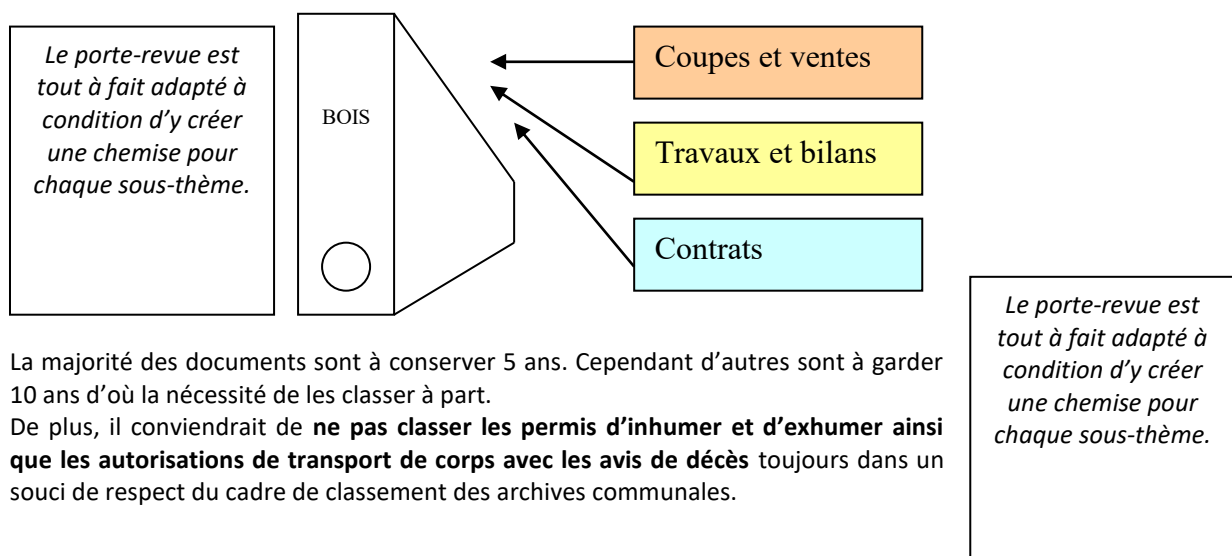 Le porte-revue est
tout à fait adapté à
condition d’y créer
une chemise pour
chaque sous-thème.
BOIS
Coupes et ventes
Travaux et bilans
Contrats
La majorité des documents sont à conserver 5 ans. Cependant d’autres sont à garder
10 ans d’où la nécessité de les classer à part.
De plus, il conviendrait de ne pas classer les permis d’inhumer et d’exhumer ainsi
que les autorisations de transport de corps avec les avis de décès toujours dans un
souci de respect du cadre de classement des archives communales.
Le porte-revue est
tout à fait adapté à
condition d’y créer
une chemise pour
chaque sous-thème.